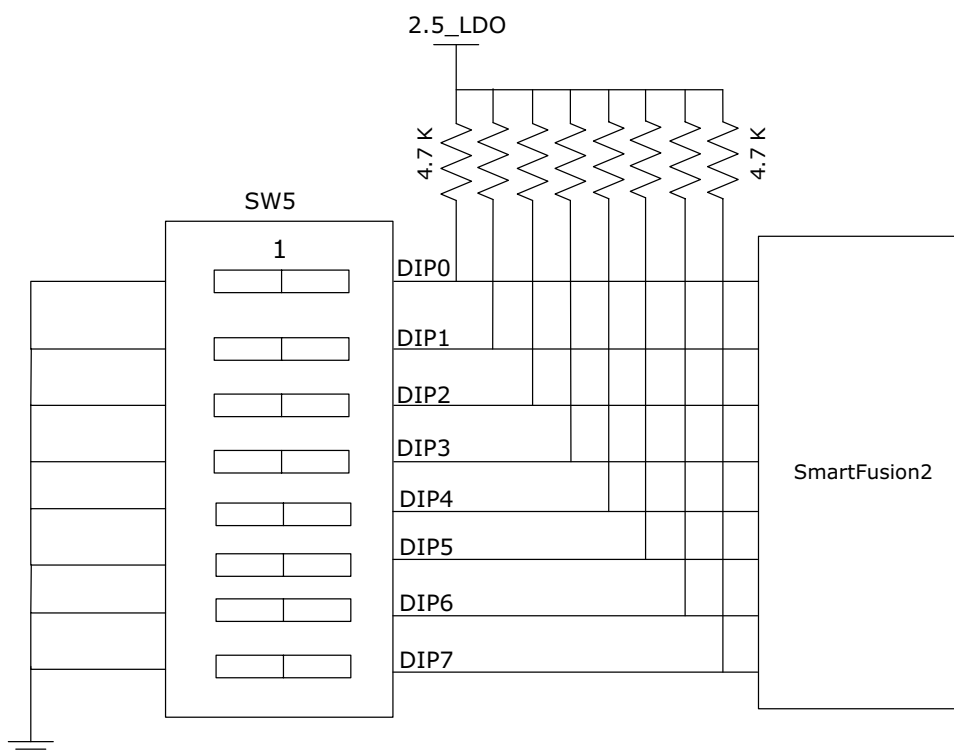 2.5_LDO
4.7 K
4.7 K
SW5
1
DIP0
DIP1
DIP2
DIP3
DIP4
DIP5
DIP6
DIP7
SmartFusion2